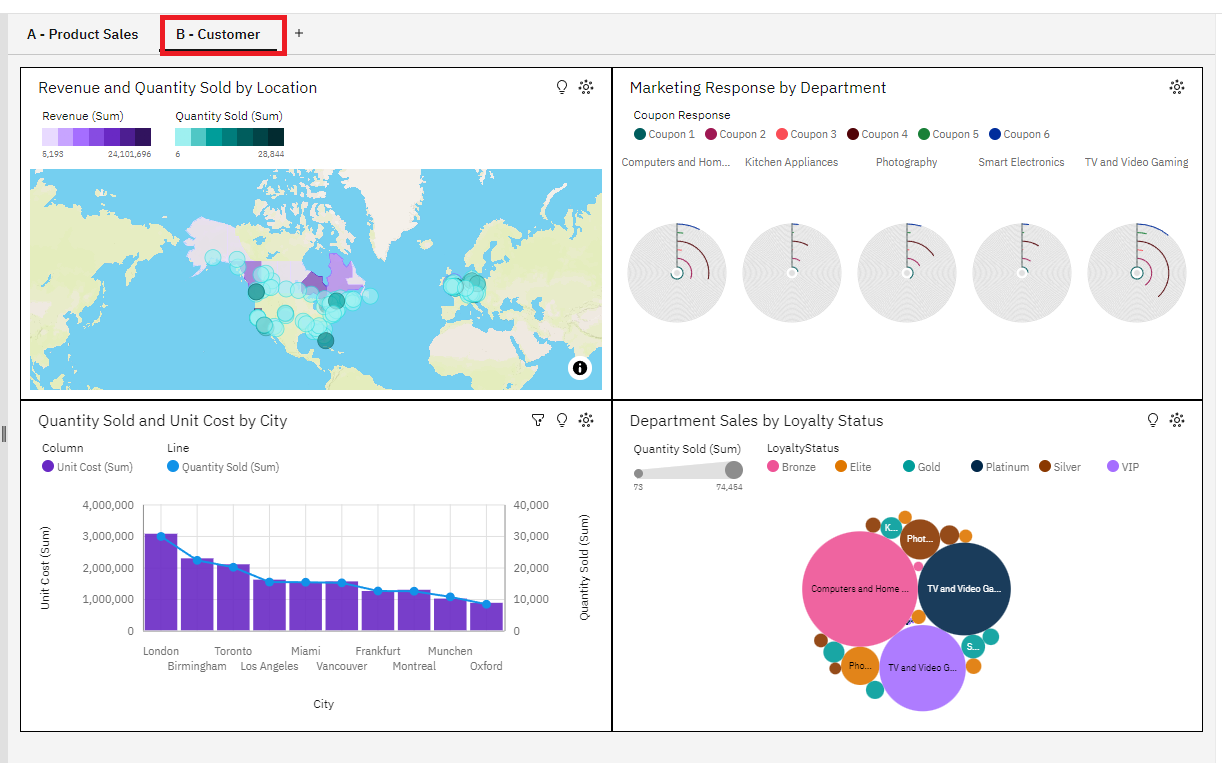 A - Product Sales
B - Customer
+
Revenue and Quantity Sold by Location
Revenue (Sum)
Quantity Sold (Sum)
5,193
24,101,696
6
28,844
Marketing Response by Department
Coupon Response
Coupon 1
Coupon 2
Coupon 3
Coupon 4
Coupon 5
Coupon 6
Computers and Hom...
Kitchen Appliances
Photography
Smart Electronics
TV and Video Gaming
Quantity Sold and Unit Cost by City
Column
Line
Unit Cost (Sum)
Quantity Sold (Sum)
Unit Cost (Sum)
4,000,000
3,000,000
2,000,000
1,000,000
0
40,000
30,000
20,000
10,000
0
Quantity Sold (Sum)
London
Birmingham
Toronto
Los Angeles
Miami
Vancouver
Frankfurt
Montreal
Munchen
Oxford
City
Department Sales by Loyalty Status
Quantity Sold (Sum)
73
74,454
LoyaltyStatus
Bronze
Elite
Gold
Platinum
Silver
VIP
K...
Phot...
Computers and Home ...
TV and Video Ga...
S...
Pho...
TV and Video G...